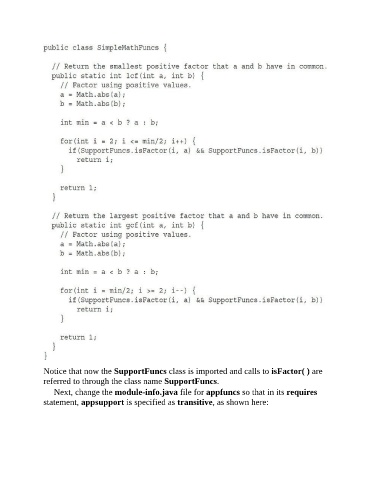 public class SimpleMathFuncs {
// Return the smallest positive factor that a and b have in common.
public static int lcf(int a, int b) {
// Factor using positive values.
a = Math.abs(a);
b = Math.abs(b);
int min = a < b ? a : b;
for(int i = 2; i <= min/2; i++) {
if(SupportFuncs.isFactor(i, a) && SupportFuncs.isFactor(i, b))
return i;
}
return 1;
}
// Return the largest positive factor that a and b have in common.
public static int gcf(int a, int b) {
// Factor using positive values.
a = Math.abs(a);
b = Math.abs(b);
int min = a < b ? a : b;
for(int i = min/2; i >= 2; i--) {
if(SupportFuncs.isFactor(i, a) && SupportFuncs.isFactor(i, b))
return i;
}
return 1;
}
}
Notice that now the SupportFuncs class is imported and calls to isFactor( ) are
referred to through the class name SupportFuncs.
Next, change the module-info.java file for appfuncs so that in its requires
statement, appsupport is specified as transitive, as shown here: